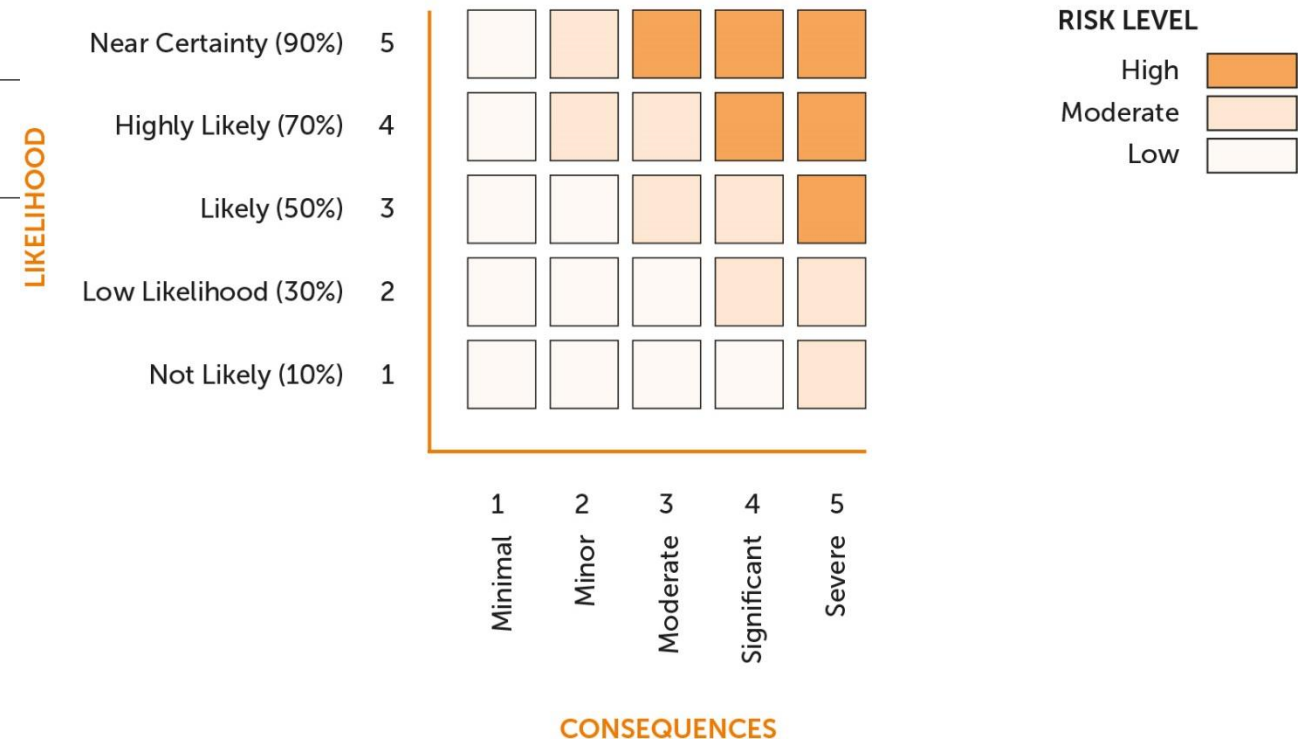 RISK LEVEL
High
Moderate
Low
LIKELIHOOD
Near Certainty (90%) 5
Highly Likely (70%) 4
Likely (50%) 3
Low Likelihood (30%) 2
Not Likely (10%) 1
1 2 3 4 5
Minimal
Minor
Moderate
Significant
Severe
CONSEQUENCES